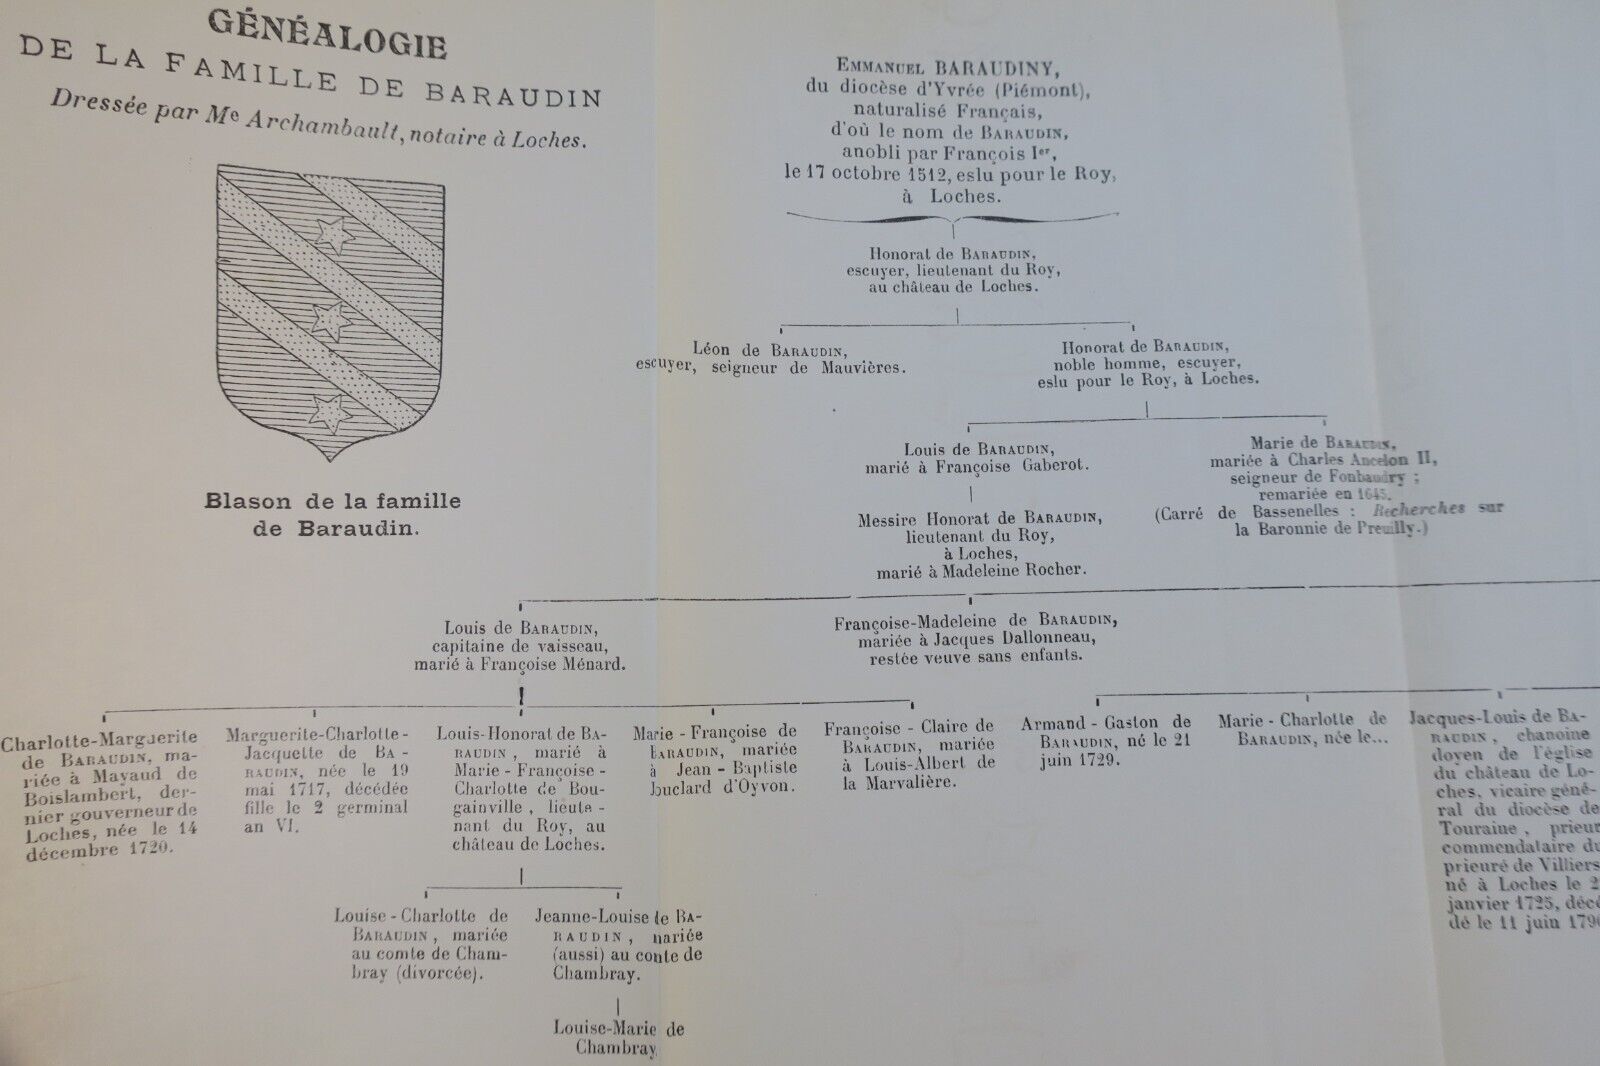 GÉNÉALOGIE
DE LA FAMILLE DE BARAUDIN
Dressée par Me Archambault, notaire à Loches.
Blason de la famille
de Baraudin.
EMMANUEL BARAUDINY,
du diocèse d'Yvrée (Piémont),
naturalisé Français,
d'où le nom de BARAUDIN,
anobli par François Ier,
le 17 octobre 1512, eslu pour le Roy,
à Loches.
Honorat de BARAUDIN,
escuyer, lieutenant du Roy,
au château de Loches.
Léon de BARAUDIN,
escuyer, seigneur de Mauvières.
Honorat de BARAUDIN,
noble homme, escuyer,
eslu pour le Roy, à Loches.
Louis de BARAUDIN,
marié à Françoise Gaberot.
Marie de BARAUDIN,
mariée à Charles Ancelon II,
seigneur de Fonbaudry ;
remariée en 1645.
(Carré de Bassenelles : Recherches sur
la Baronnie de Preuilly.)
Messire Honorat de BARAUDIN,
lieutenant du Roy,
à Loches,
marié à Madeleine Rocher.
Louis de BARAUDIN,
capitaine de vaisseau,
marié à Françoise Ménard.
Françoise-Madeleine de BARAUDIN,
mariée à Jacques Dallonneau,
restée veuve sans enfants.
Charlotte-Marguerite
de BARAUDIN, ma-
riée à Mayaud de
Boislambert, der-
nier gouverneur de
Loches, née le 14
décembre 1720.
Marguerite-Charlotte-
Jacquette de BA-
RAUDIN, née le 19
mai 1717, décédée
fille le 2 germinal
an VI.
Louis-Honorat de BA-
RAUDIN, marié à
Marie-Françoise-
Charlotte de Bou-
gainville, lieute-
nant du Roy, au
château de Loches.
Marie-Françoise de
BARAUDIN, mariée
à Jean-Baptiste
Jouclard d'Oyvon.
Françoise-Claire de
BARAUDIN, mariée
à Louis-Albert de
la Marvalière.
Armand-Gaston de
BARAUDIN, né le 21
juin 1729.
Marie-Charlotte de
BARAUDIN, née le...
Jacques-Louis de BA-
RAUDIN, chanoine
doyen de l'église
du château de Lo-
ches, vicaire géné-
ral du diocèse de
Touraine, prieur
commendataire du
prieuré de Villiers
né à Loches le 2
janvier 1725, décé
dé le 11 juin 179
Louise-Charlotte de
BARAUDIN, mariée
au comte de Cham-
bray (divorcée).
Jeanne-Louise de BA-
RAUDIN, mariée
(aussi) au comte de
Chambray.
Louise-Marie de
Chambray